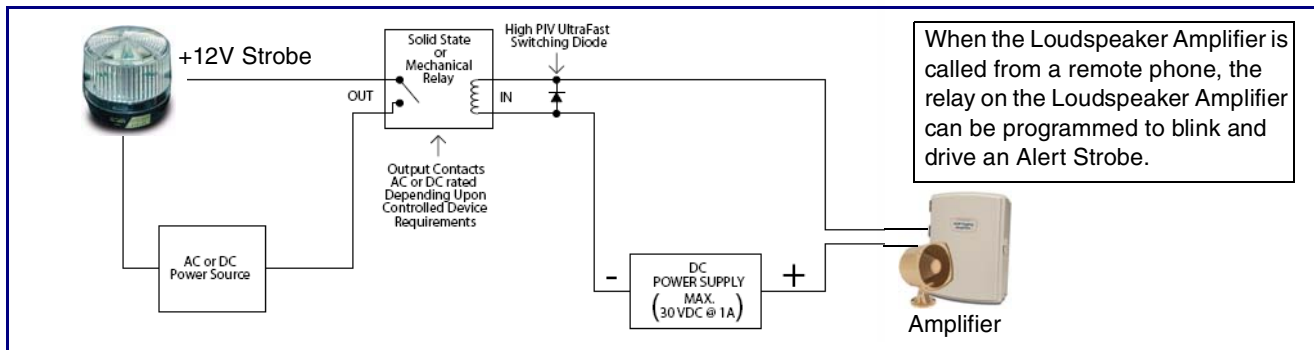 +12V Strobe
Solid State
or
Mechanical
Relay
OUT
IN
High PIV UltraFast
Switching Diode
Output Contacts
AC or DC rated
Depending Upon
Controlled Device
Requirements
AC or DC
Power Source
-
DC
POWER SUPPLY
MAX.
(30 VDC @ 1A)
+
When the Loudspeaker Amplifier is
called from a remote phone, the
relay on the Loudspeaker Amplifier
can be programmed to blink and
drive an Alert Strobe.
Amplifier